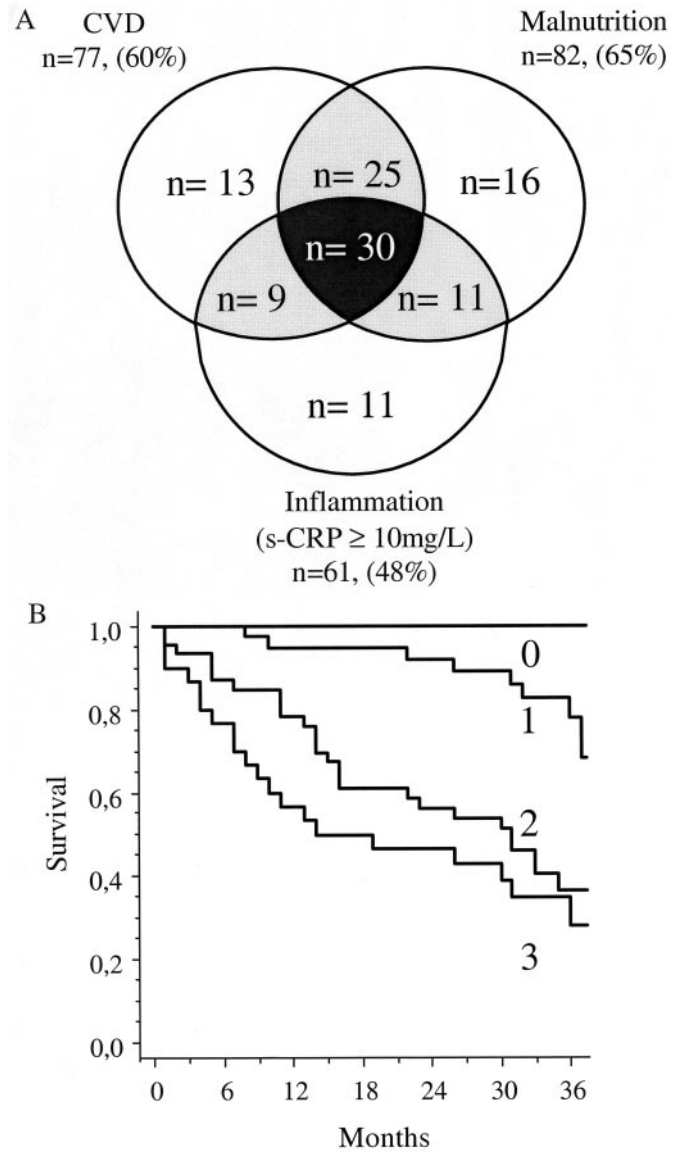 A
CVD
n=77, (60%)
Malnutrition
n=82, (65%)
n= 13
n= 25
n=16
n= 30
n= 9
n= 11
n= 11
Inflammation
(s-CRP ≥ 10mg/L)
n=61, (48%)
B
Survival
1,0
0,8
0,6
0,4
0,2
0,0
0
1
2
3
0 6 12 18 24 30 36
Months